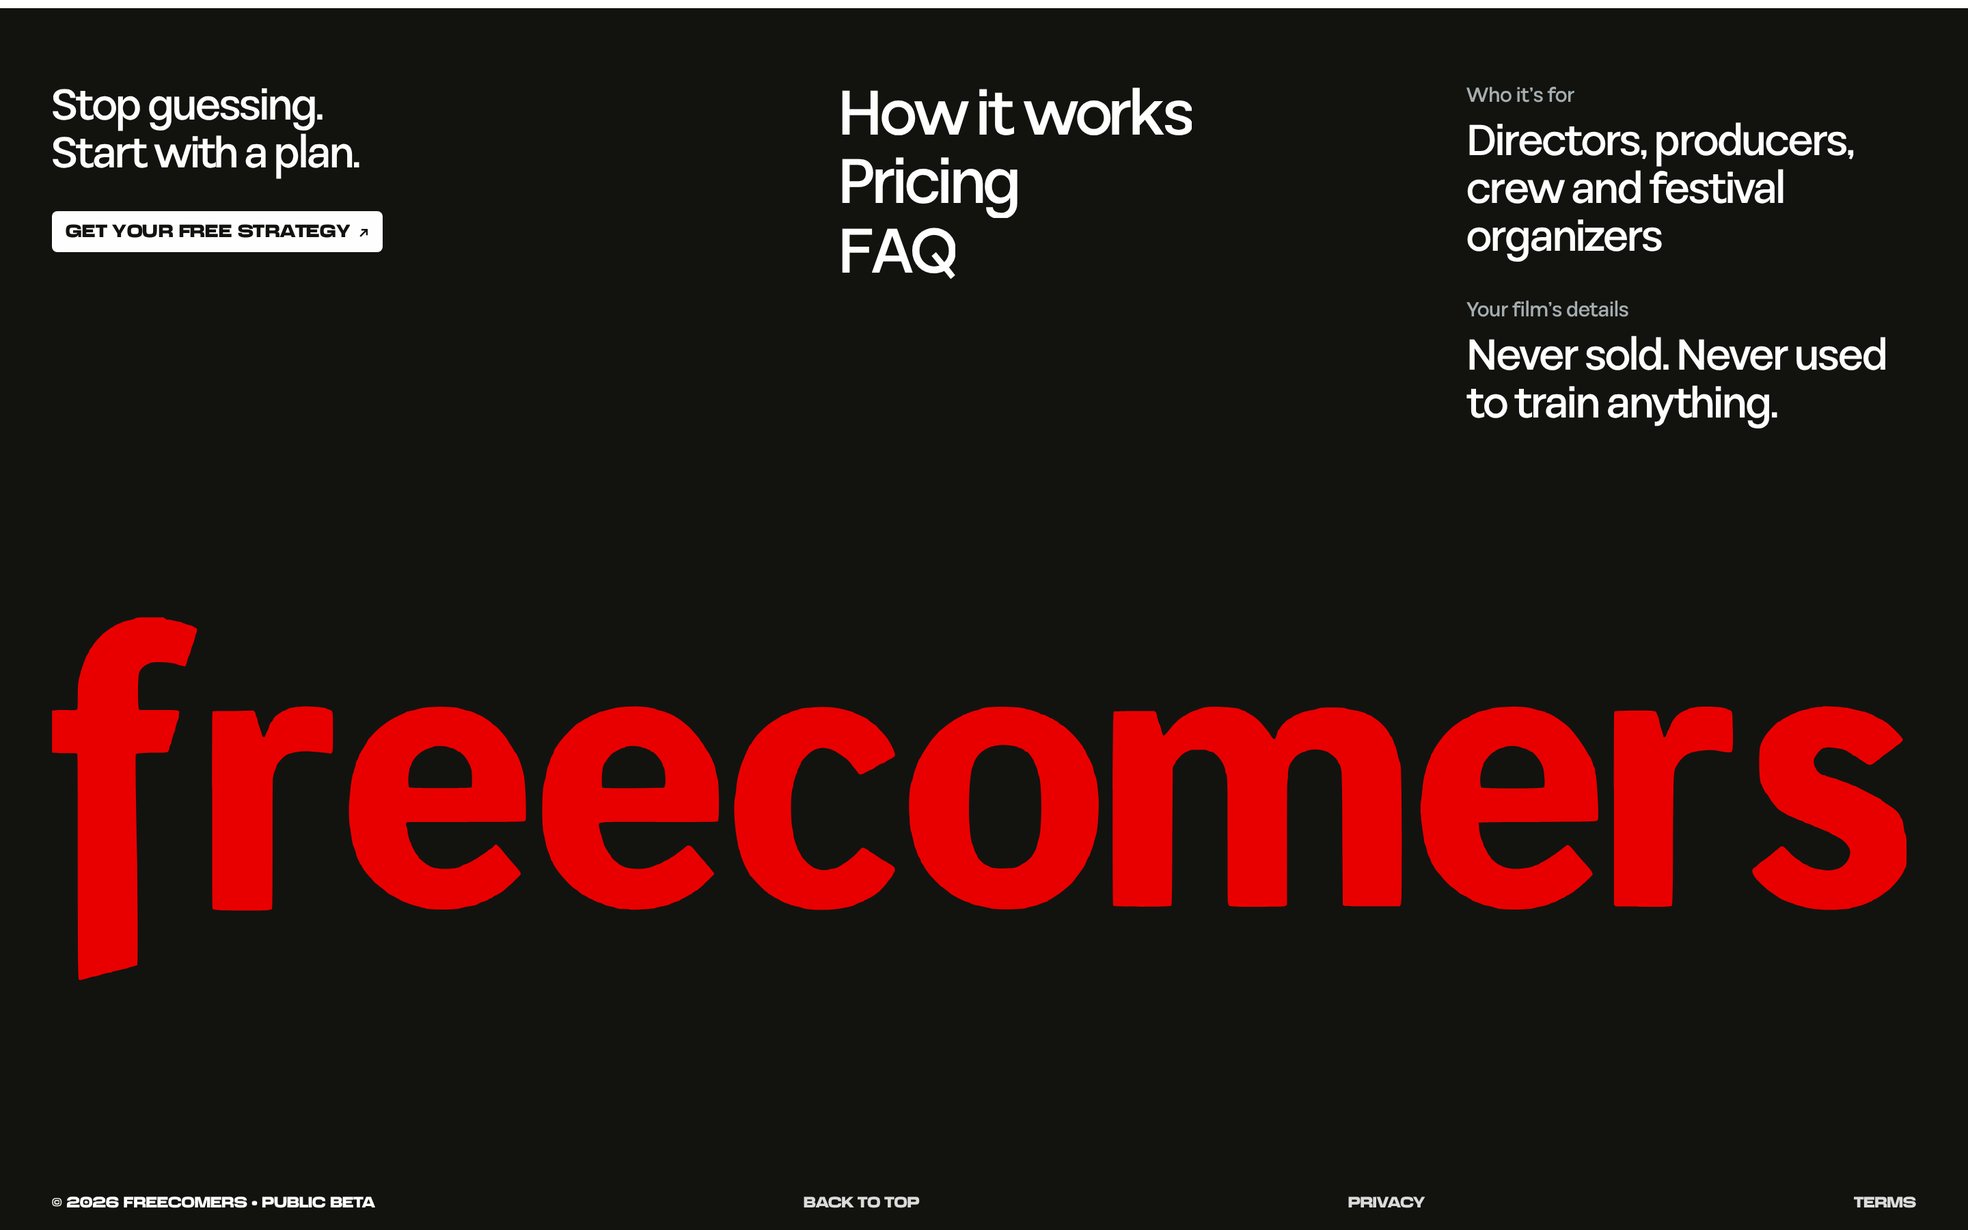 Stop guessing.
Start with a plan.
GET YOUR FREE STRATEGY ↗
How it works
Pricing
FAQ
Who it’s for
Directors, producers,
crew and festival
organizers
Your film’s details
Never sold. Never used
to train anything.
freecomers
© 2026 FREECOMERS • PUBLIC BETA
BACK TO TOP
PRIVACY
TERMS